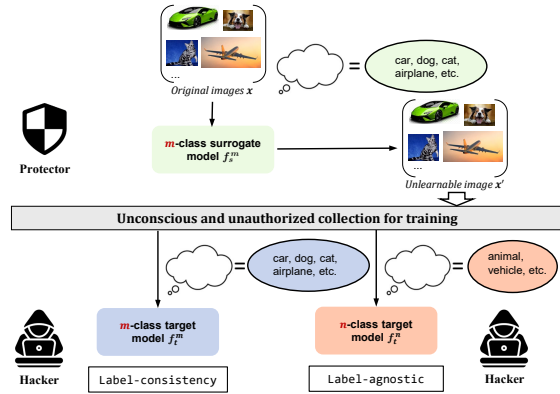 ...
Original images x
car, dog, cat,
airplane, etc.
=
Protector
m-class surrogate
model f_s^m
...
Unlearnable image x′
Unconscious and unauthorized collection for training
car, dog, cat,
airplane, etc.
=
animal,
vehicle, etc.
=
m-class target
model f_t^m
n-class target
model f_t^n
Hacker
Label-consistency
Label-agnostic
Hacker